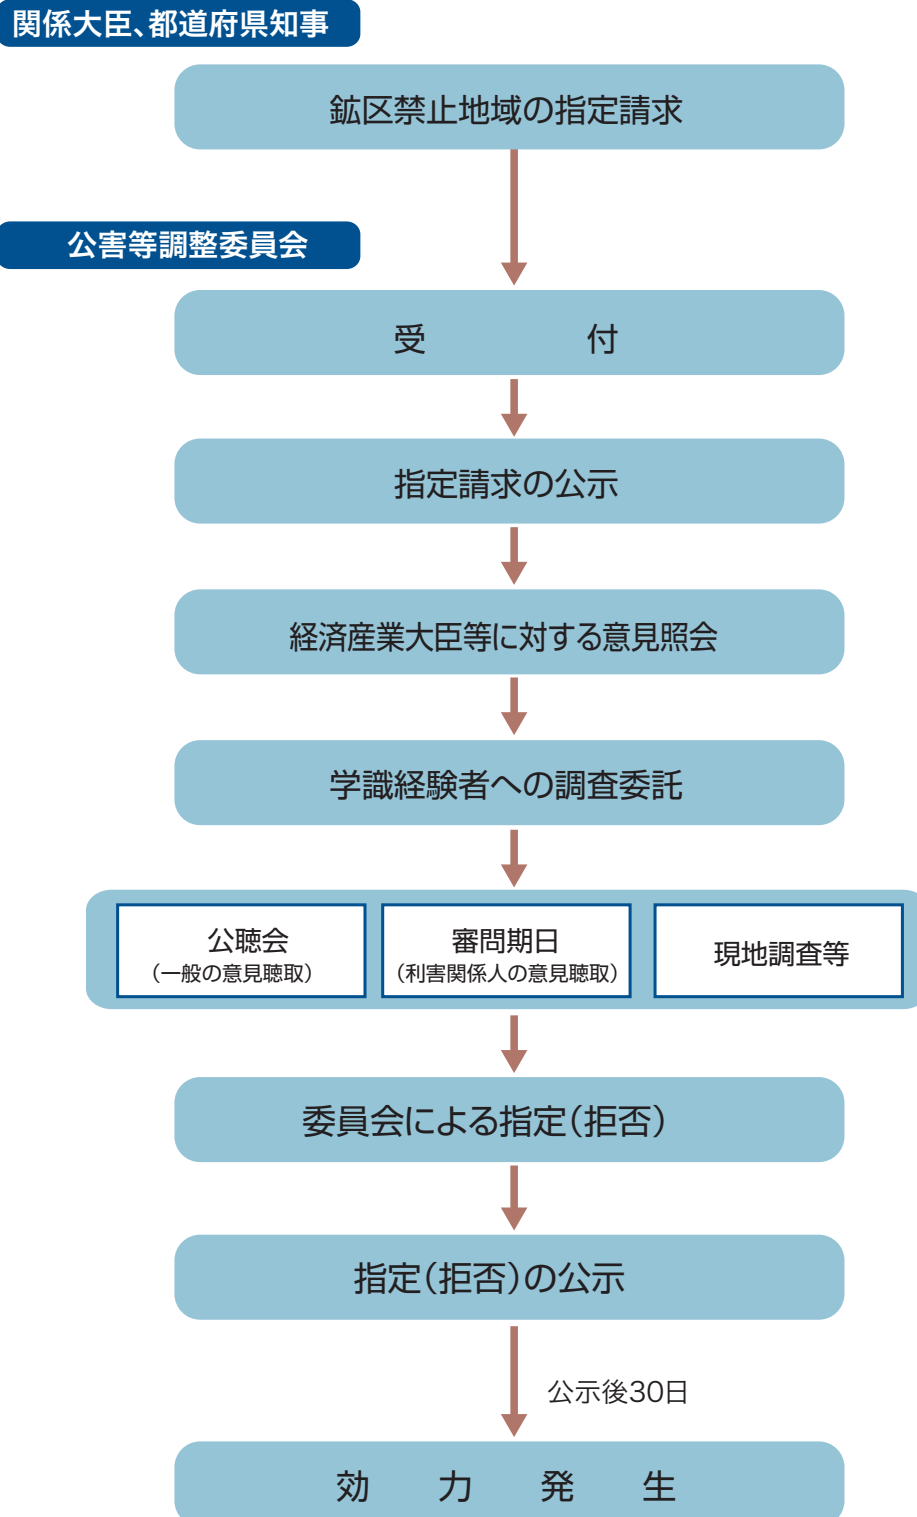 関係大臣、都道府県知事
鉱区禁止地域の指定請求
公害等調整委員会
受付
指定請求の公示
経済産業大臣等に対する意見照会
学識経験者への調査委託
公聴会
（一般の意見聴取）
審問期日
（利害関係人の意見聴取）
現地調査等
委員会による指定（拒否）
指定（拒否）の公示
公示後30日
効力発生